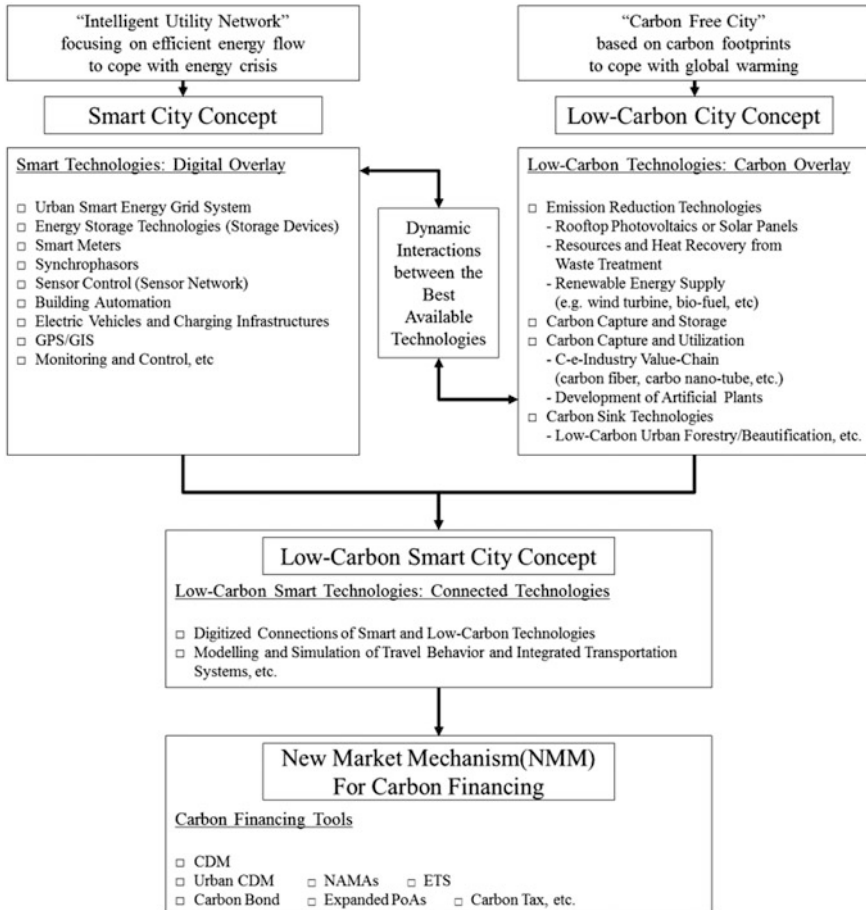 “Intelligent Utility Network”
focusing on efficient energy flow
to cope with energy crisis
“Carbon Free City”
based on carbon footprints
to cope with global warming
Smart City Concept
Low-Carbon City Concept
Smart Technologies: Digital Overlay
□ Urban Smart Energy Grid System
□ Energy Storage Technologies (Storage Devices)
□ Smart Meters
□ Synchrophasors
□ Sensor Control (Sensor Network)
□ Building Automation
□ Electric Vehicles and Charging Infrastructures
□ GPS/GIS
□ Monitoring and Control, etc
Dynamic
Interactions
between the
Best
Available
Technologies
Low-Carbon Technologies: Carbon Overlay
□ Emission Reduction Technologies
- Rooftop Photovoltaics or Solar Panels
- Resources and Heat Recovery from
Waste Treatment
- Renewable Energy Supply
(e.g. wind turbine, bio-fuel, etc)
□ Carbon Capture and Storage
□ Carbon Capture and Utilization
- C-e-Industry Value-Chain
(carbon fiber, carbo nano-tube, etc.)
- Development of Artificial Plants
□ Carbon Sink Technologies
- Low-Carbon Urban Forestry/Beautification, etc.
Low-Carbon Smart City Concept
Low-Carbon Smart Technologies: Connected Technologies
□ Digitized Connections of Smart and Low-Carbon Technologies
□ Modelling and Simulation of Travel Behavior and Integrated Transportation
Systems, etc.
New Market Mechanism(NMM)
For Carbon Financing
Carbon Financing Tools
□ CDM
□ Urban CDM □ NAMAs □ ETS
□ Carbon Bond □ Expanded PoAs □ Carbon Tax, etc.